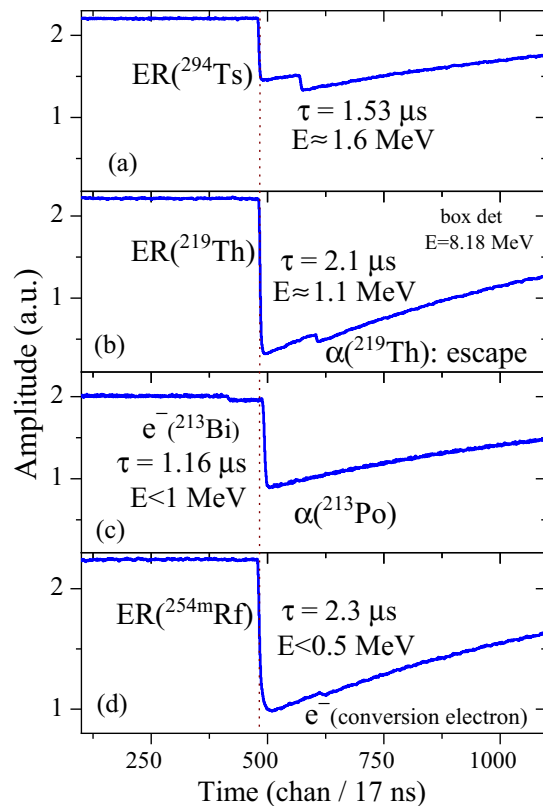 2
1
ER(²⁹⁴Ts)
τ = 1.53 μs
E≈1.6 MeV
(a)
2
1
ER(²¹⁹Th)
box det
E=8.18 MeV
τ = 2.1 μs
E≈1.1 MeV
α(²¹⁹Th): escape
(b)
2
1
e⁻(²¹³Bi)
τ = 1.16 μs
E<1 MeV
α(²¹³Po)
(c)
2
1
ER(²⁵⁴ᵐRf)
τ = 2.3 μs
E<0.5 MeV
(d)
e⁻(conversion electron)
250 500 750 1000
Time (chan / 17 ns)
Amplitude (a.u.)